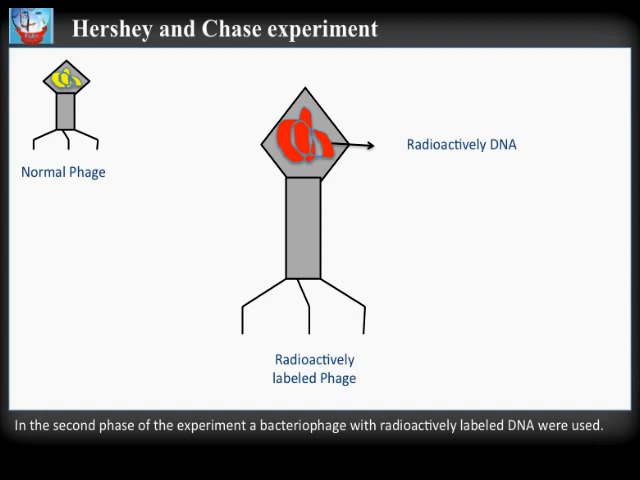 Hershey and Chase experiment
Normal Phage
Radioactively DNA
Radioactively
labeled Phage
In the second phase of the experiment a bacteriophage with radioactively labeled DNA were used.